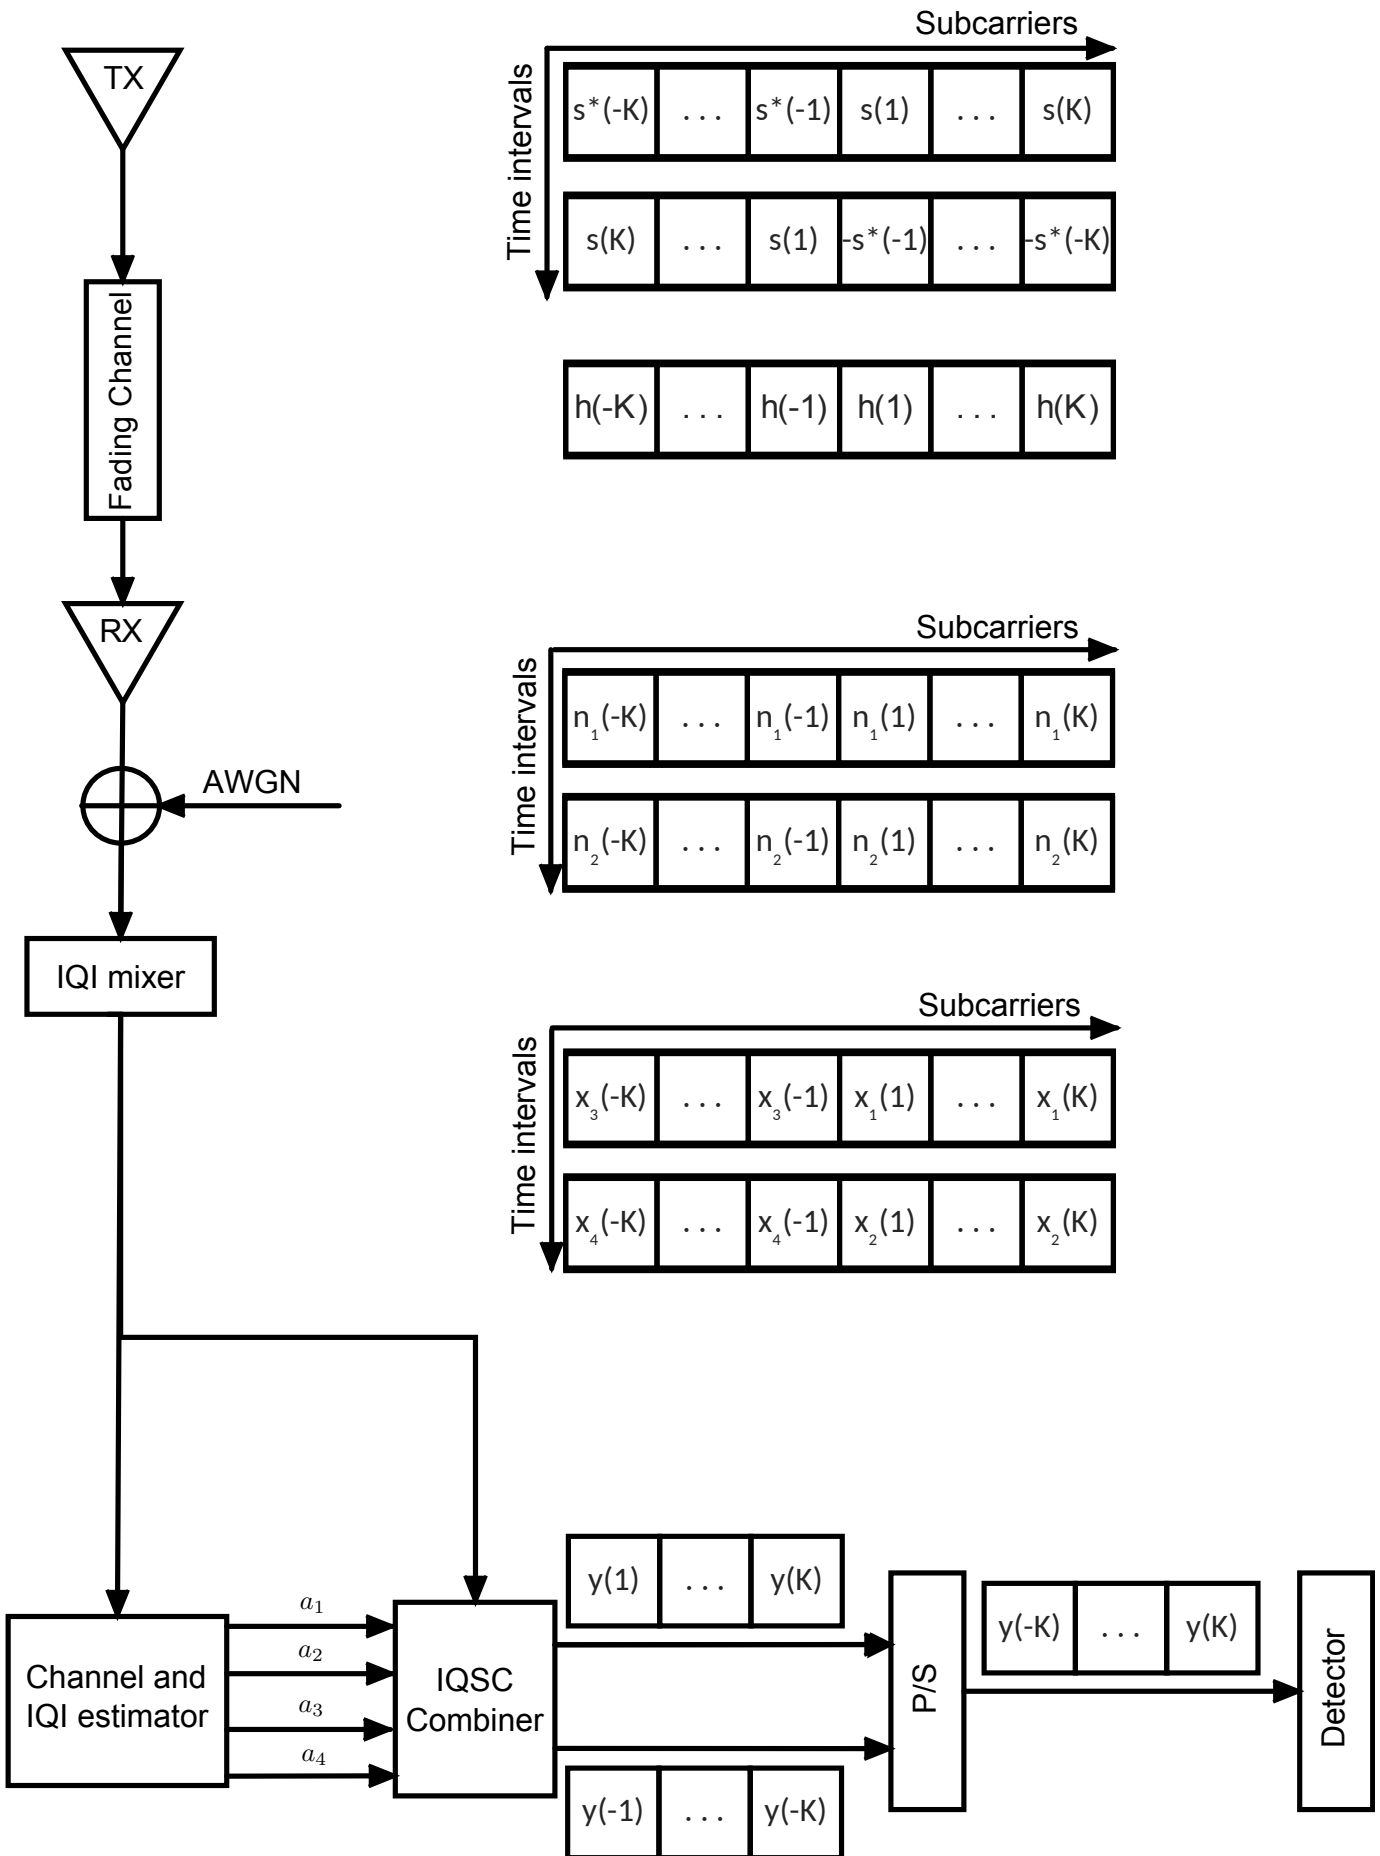 Subcarriers
TX
Time intervals
s*(-K) ... s*(-1) s(1) ... s(K)
s(K) ... s(1) -s*(-1) ... -s*(-K)
Fading Channel
h(-K) ... h(-1) h(1) ... h(K)
RX
Subcarriers
Time intervals
n₁(-K) ... n₁(-1) n₁(1) ... n₁(K)
AWGN
n₂(-K) ... n₂(-1) n₂(1) ... n₂(K)
IQI mixer
Subcarriers
Time intervals
x₃(-K) ... x₃(-1) x₁(1) ... x₁(K)
x₄(-K) ... x₄(-1) x₂(1) ... x₂(K)
Channel and
IQI estimator
a₁
a₂
a₃
a₄
IQSC
Combiner
y(1) ... y(K)
y(-1) ... y(-K)
P/S
y(-K) ... y(K)
Detector